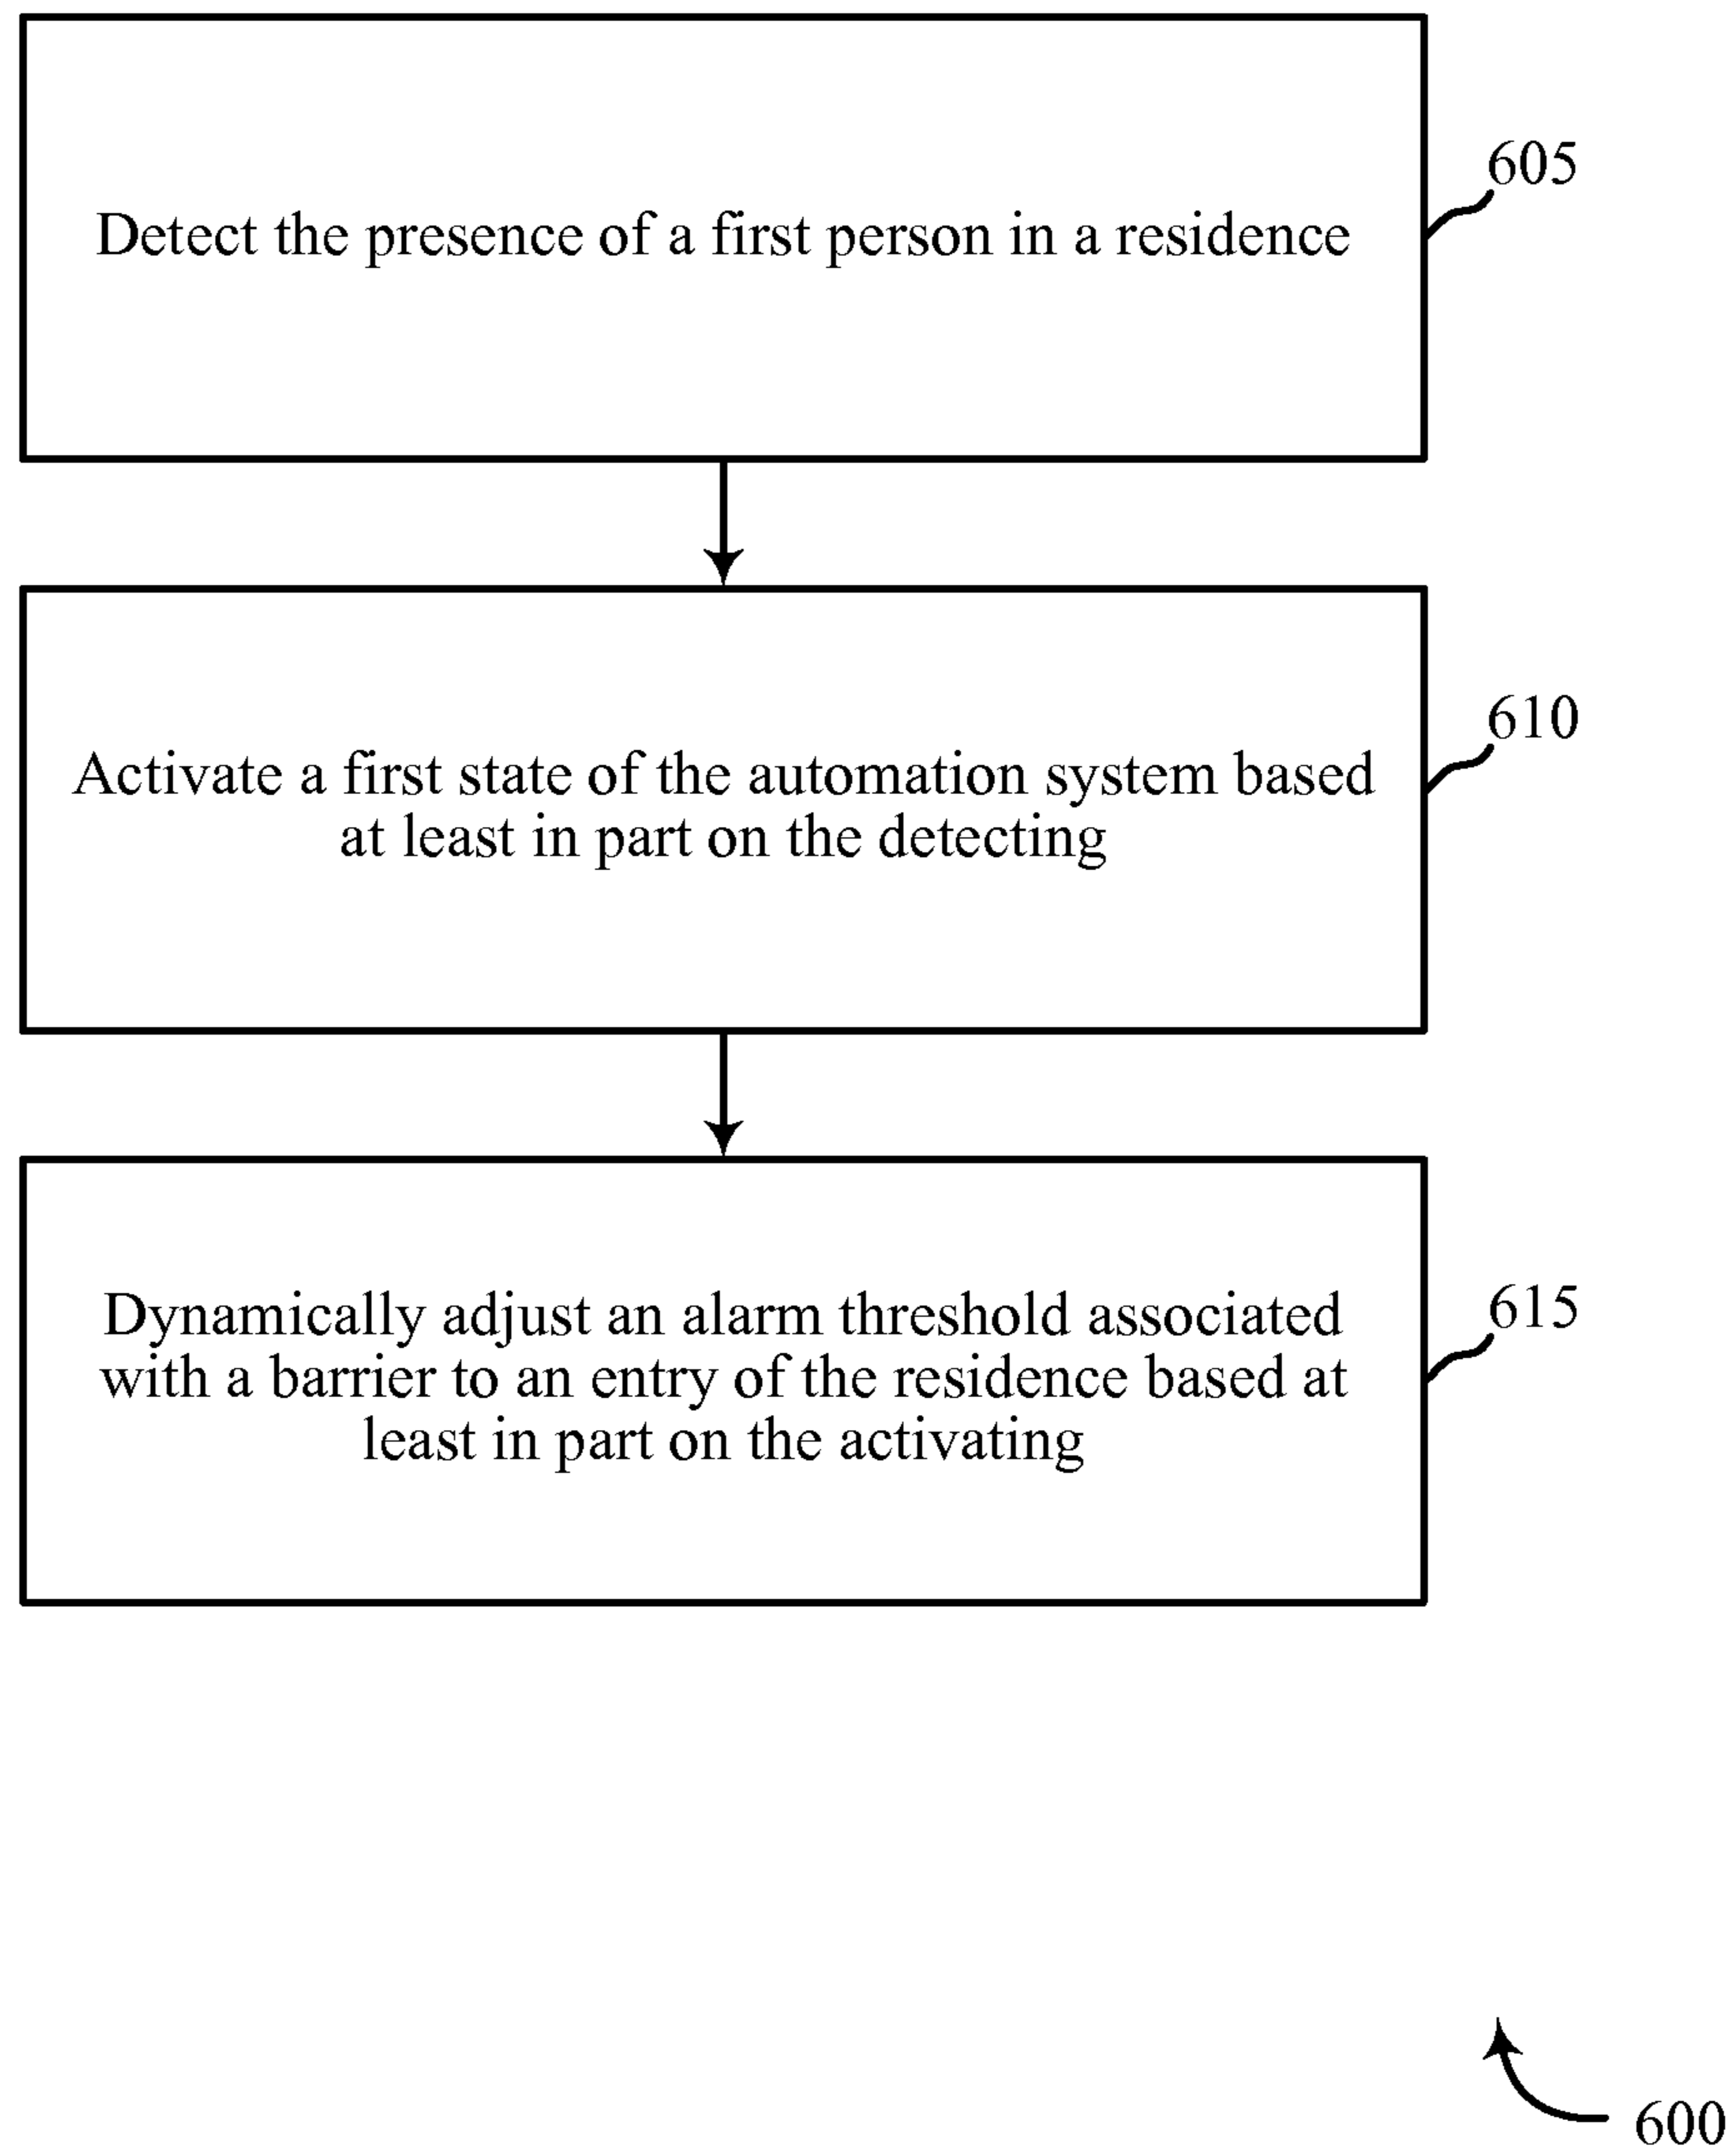 Detect the presence of a first person in a residence
605
Activate a first state of the automation system based
at least in part on the detecting
610
Dynamically adjust an alarm threshold associated
with a barrier to an entry of the residence based at
least in part on the activating
615
600